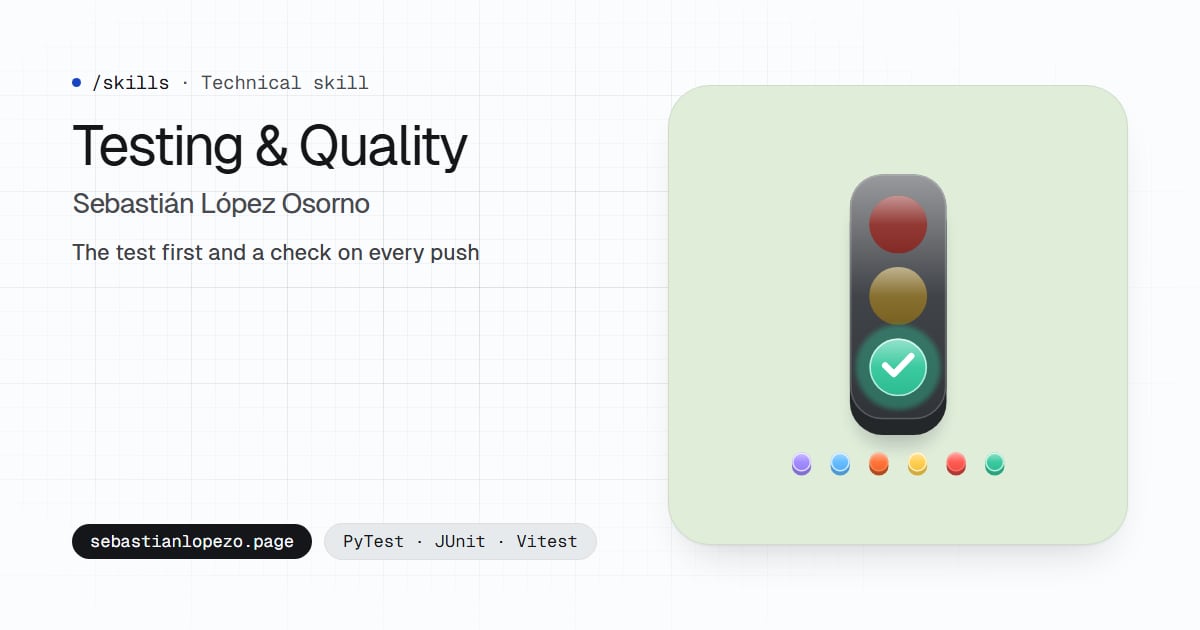 /skills · Technical skill
Testing & Quality
Sebastián López Osorno
The test first and a check on every push
sebastianlopezo.page
PyTest · JUnit · Vitest